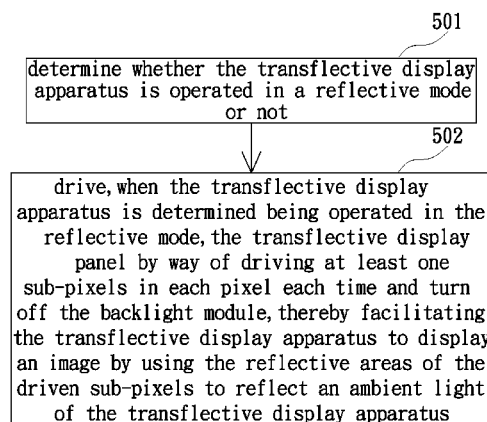 501
determine whether the transflective display
apparatus is operated in a reflective mode
or not
502
drive,when the transflective display
apparatus is determined being operated in the
reflective mode,the transflective display
panel by way of driving at least one
sub-pixels in each pixel each time and turn
off the backlight module,thereby facilitating
the transflective display apparatus to display
an image by using the reflective areas of the
driven sub-pixels to reflect an ambient light
of the transflective display apparatus